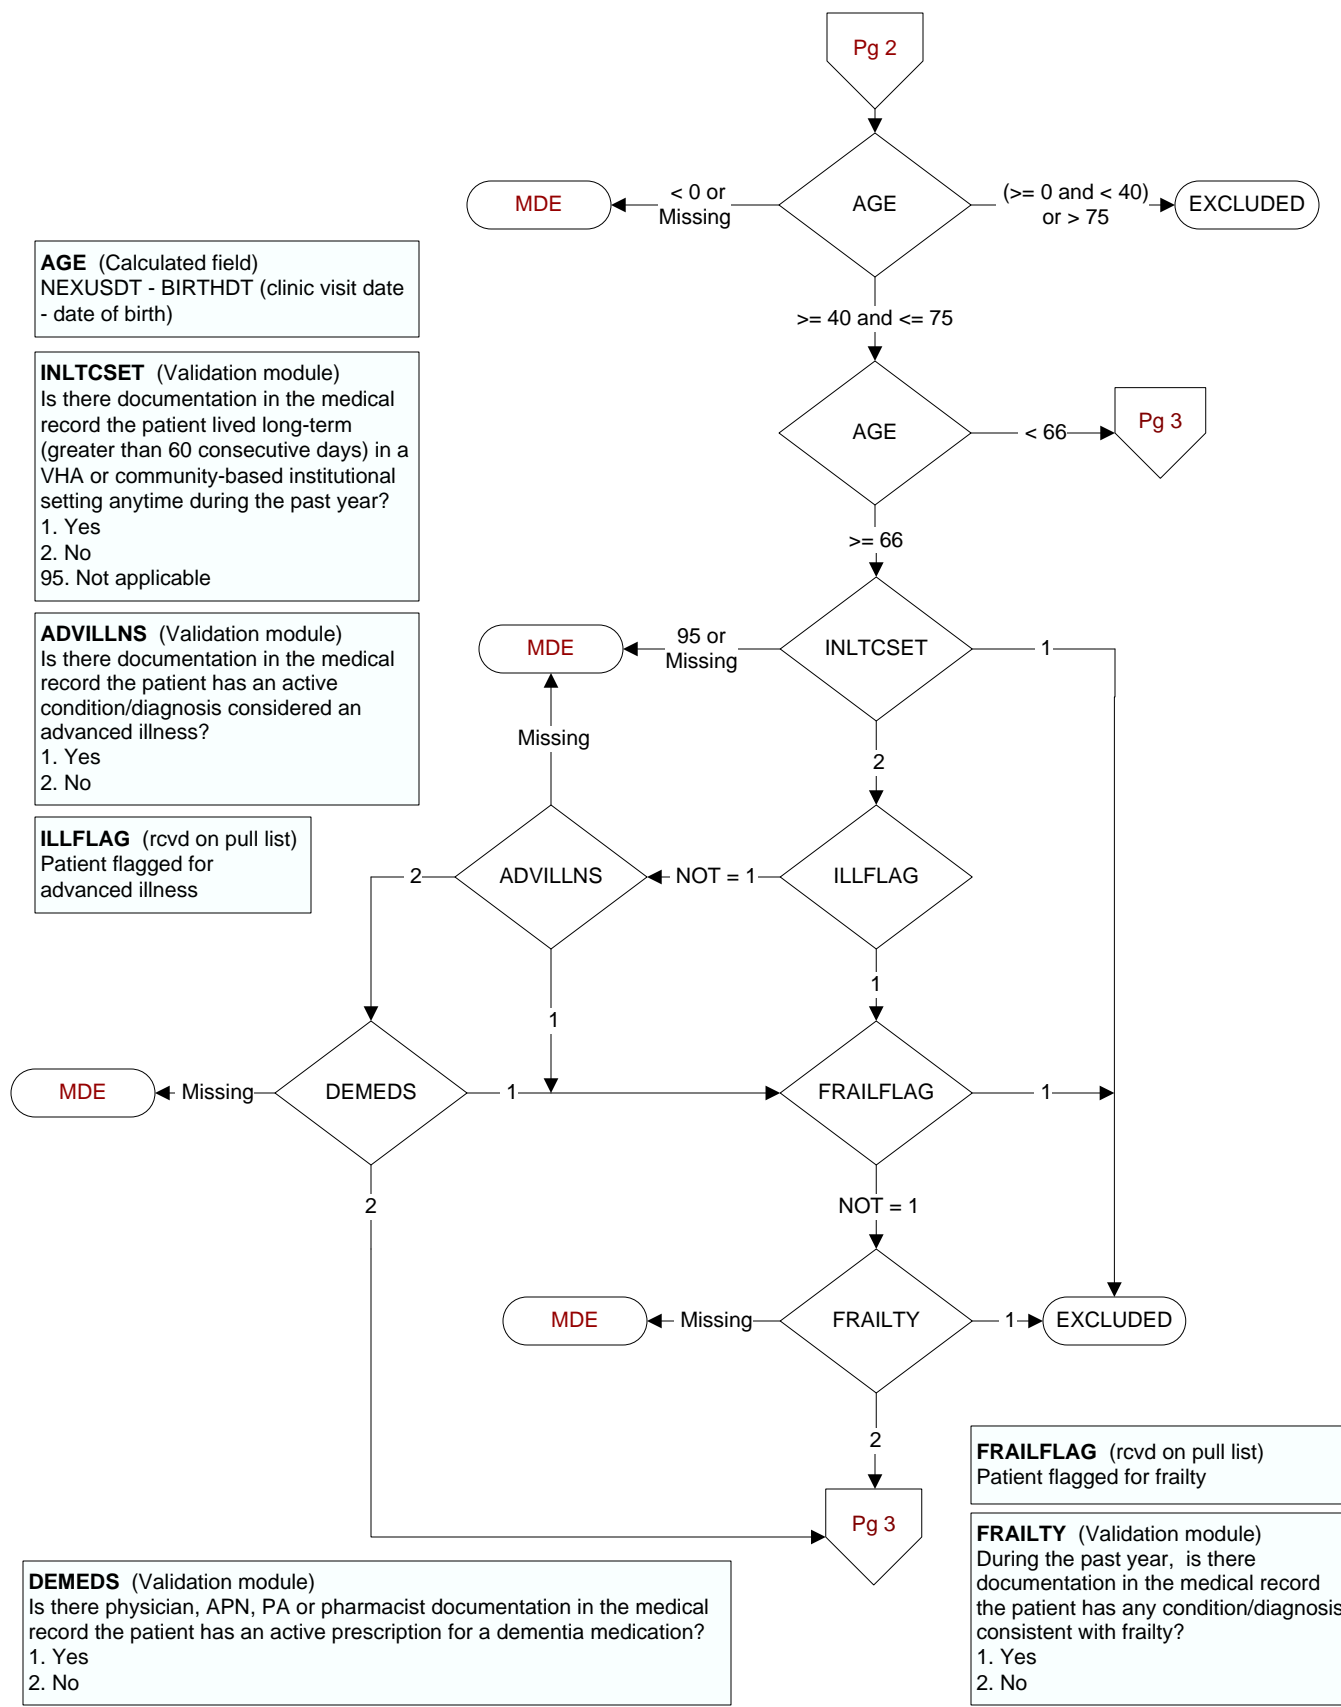 Pg 2
AGE
< 0 or
Missing
MDE
(>= 0 and < 40)
or > 75
EXCLUDED
>= 40 and <= 75
AGE (Calculated field)
NEXUSDT - BIRTHDT (clinic visit date
- date of birth)
AGE
< 66
Pg 3
>= 66
INLTCSET (Validation module)
Is there documentation in the medical
record the patient lived long-term
(greater than 60 consecutive days) in a
VHA or community-based institutional
setting anytime during the past year?
1. Yes
2. No
95. Not applicable
INLTCSET
95 or
Missing
MDE
1
2
ADVILLNS (Validation module)
Is there documentation in the medical
record the patient has an active
condition/diagnosis considered an
advanced illness?
1. Yes
2. No
Missing
ILLFLAG (rcvd on pull list)
Patient flagged for
advanced illness
2
ADVILLNS
NOT = 1
ILLFLAG
1
1
MDE
Missing
DEMEDS
1
FRAILFLAG
1
2
NOT = 1
MDE
Missing
FRAILTY
1
EXCLUDED
2
Pg 3
FRAILFLAG (rcvd on pull list)
Patient flagged for frailty
FRAILTY (Validation module)
During the past year, is there
documentation in the medical record
the patient has any condition/diagnosis
consistent with frailty?
1. Yes
2. No
DEMEDS (Validation module)
Is there physician, APN, PA or pharmacist documentation in the medical
record the patient has an active prescription for a dementia medication?
1. Yes
2. No